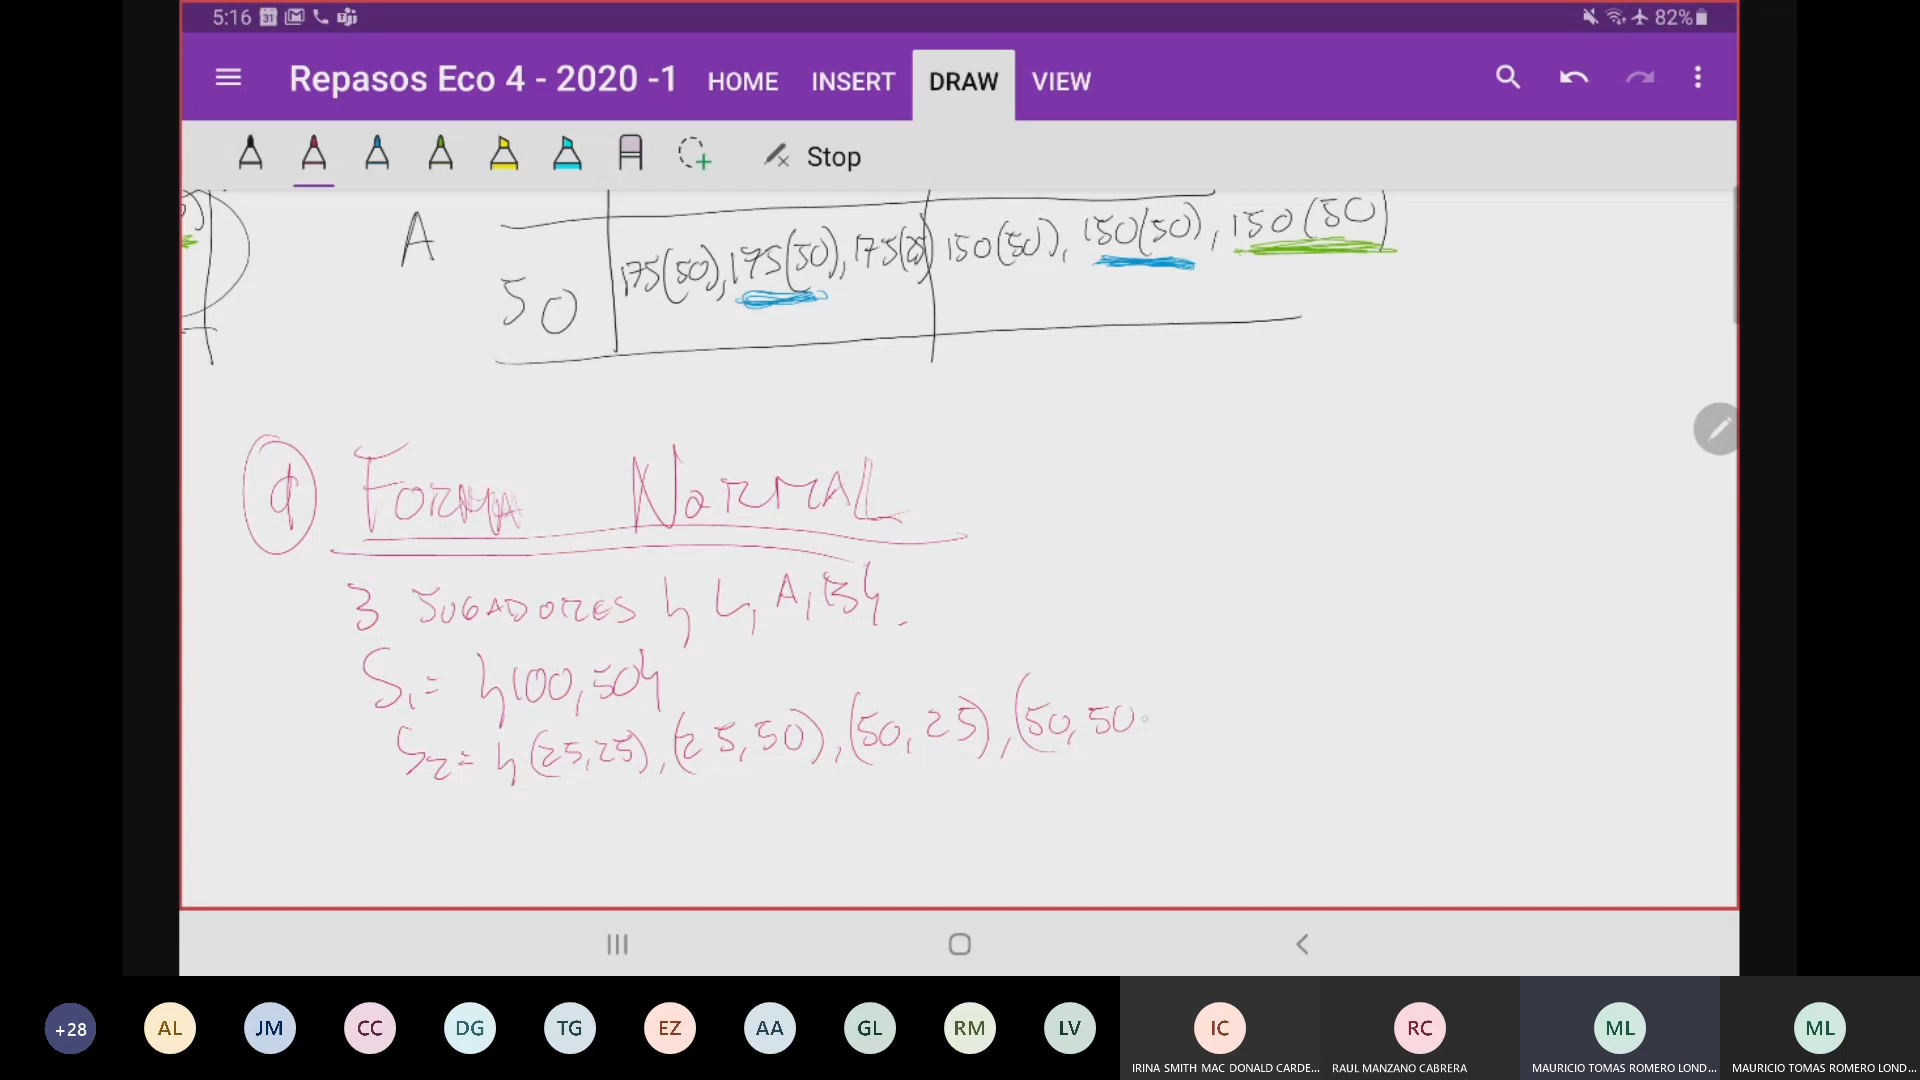 5:16 82%
Repasos Eco 4 - 2020 -1 HOME INSERT DRAW VIEW
Stop
A
50 175(50), 175(50), 175(25) 150(50), 150(50), 150(50)
d FORMA NORMAL
3 JUGADORES { L, A, B}.
S1= {100,50}
S2= {(25,25), (25,50), (50,25), (50,50
+28 AL JM CC DG TG EZ AA GL RM LV IC RC ML ML
IRINA SMITH MAC DONALD CARDE... RAUL MANZANO CABRERA MAURICIO TOMAS ROMERO LOND... MAURICIO TOMAS ROMERO LOND...